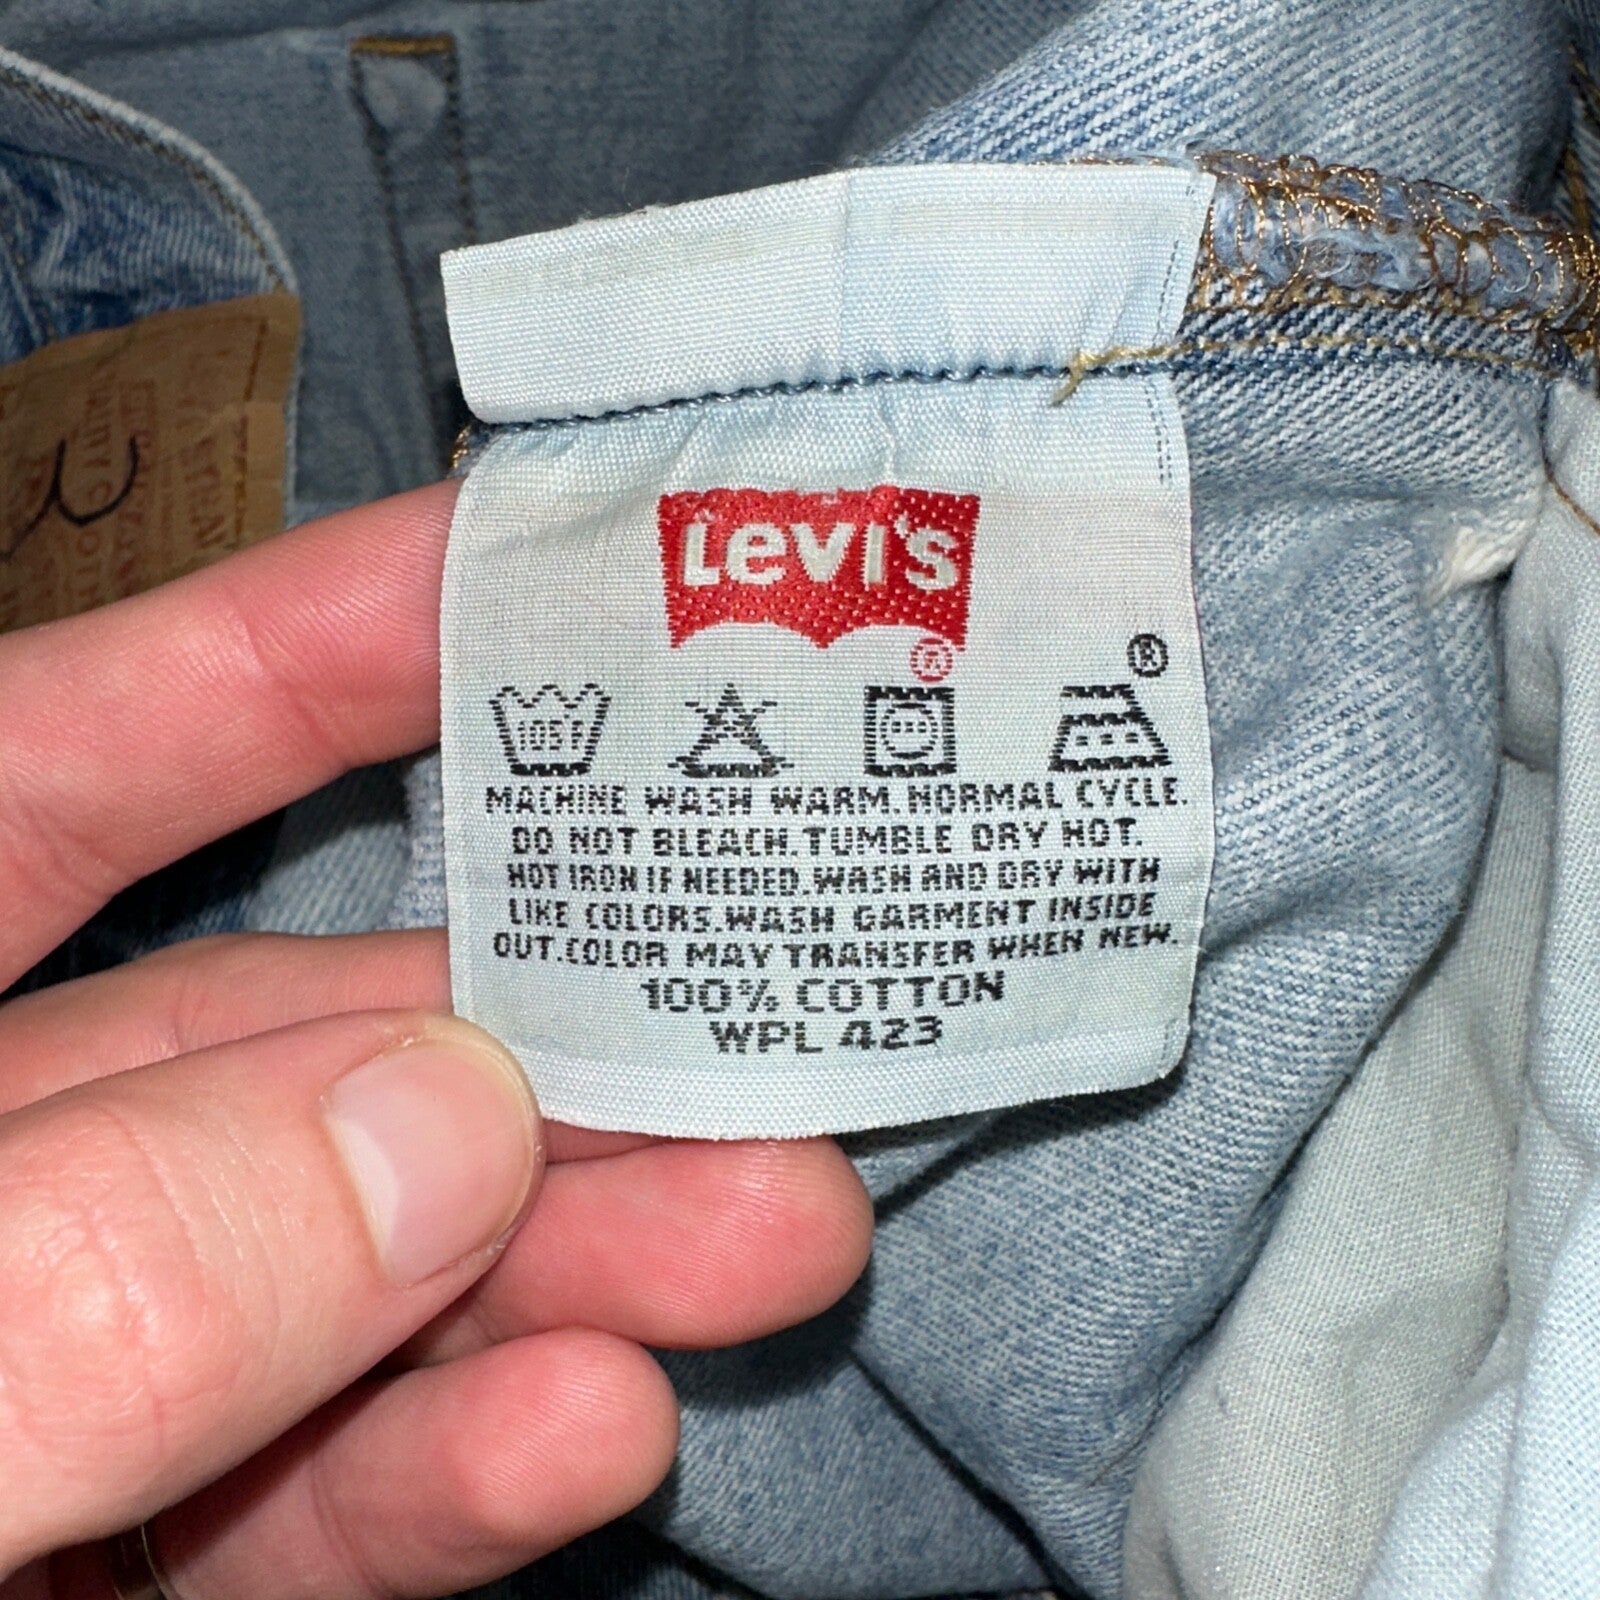 Levi's
®
®
105°F
MACHINE WASH WARM. NORMAL CYCLE.
DO NOT BLEACH. TUMBLE DRY HOT.
HOT IRON IF NEEDED. WASH AND DRY WITH
LIKE COLORS. WASH GARMENT INSIDE
OUT. COLOR MAY TRANSFER WHEN NEW.
100% COTTON
WPL 423